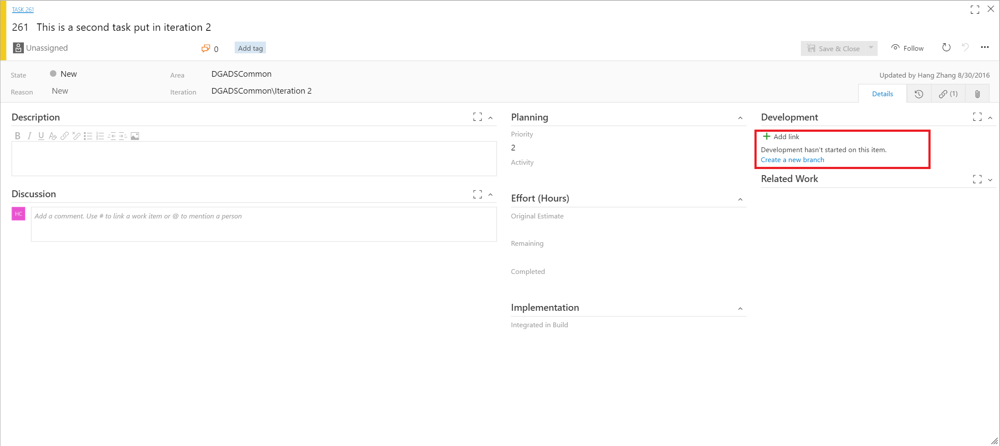 TASK 261
261 This is a second task put in iteration 2
Unassigned
0
Add tag
Save & Close
Follow
State New
Area DGADSCommon
Updated by Hang Zhang 8/30/2016
Reason New
Iteration DGADSCommon\Iteration 2
Details
(1)
Description
B I U
Discussion
HC
Add a comment. Use # to link a work item or @ to mention a person
Planning
Priority
2
Activity
Effort (Hours)
Original Estimate
Remaining
Completed
Implementation
Integrated in Build
Development
Add link
Development hasn't started on this item.
Create a new branch
Related Work